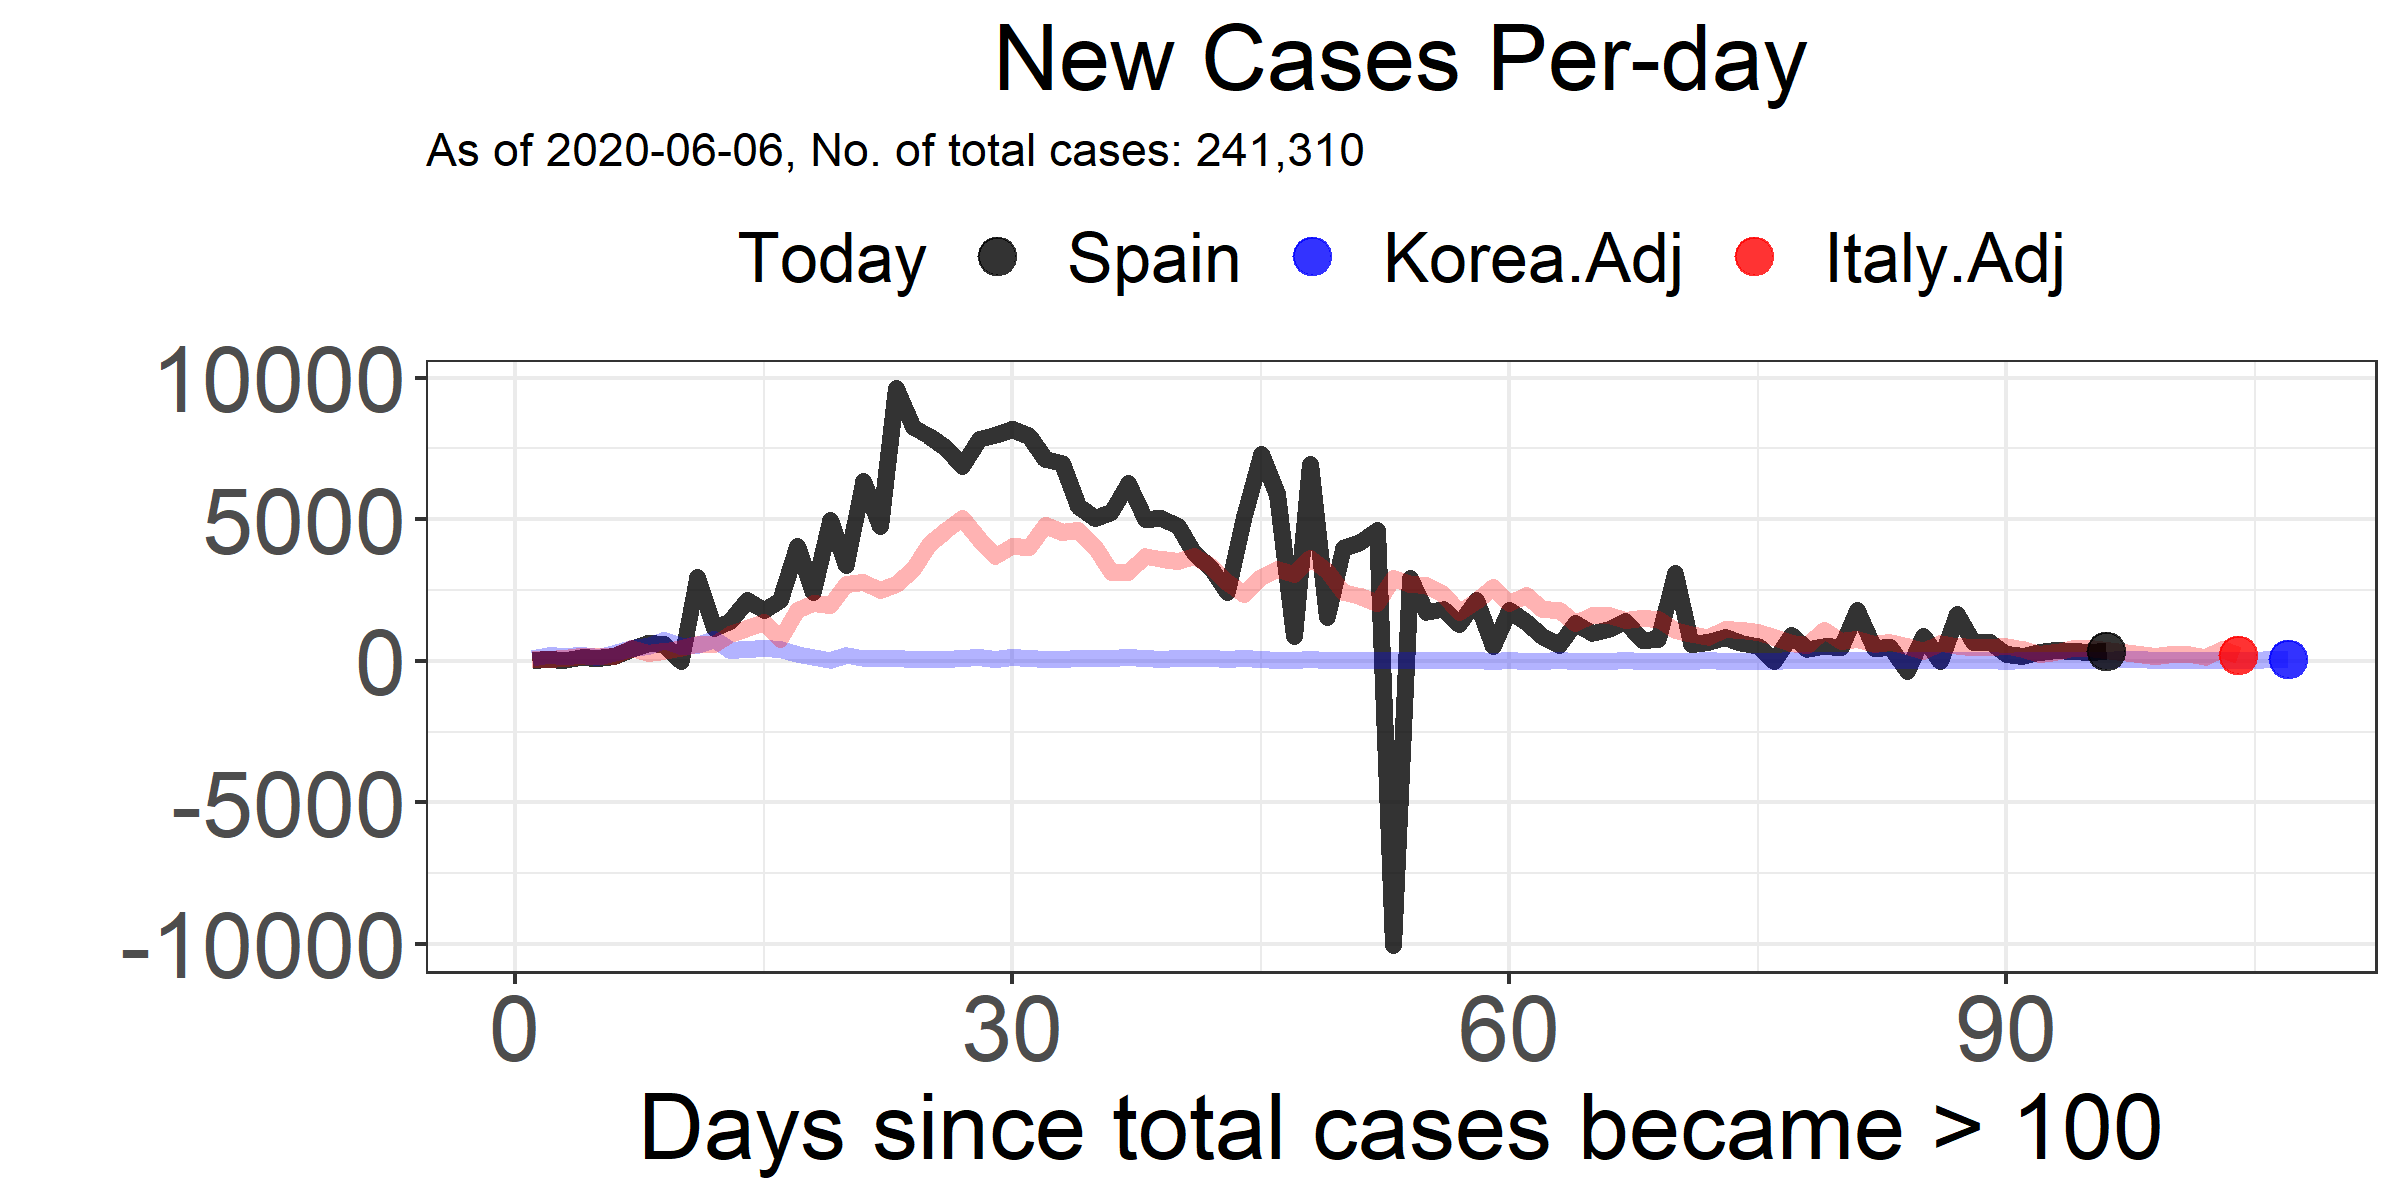 New Cases Per-day
As of 2020-06-06, No. of total cases: 241,310
Today Spain Korea.Adj Italy.Adj
10000
5000
0
-5000
-10000
0 30 60 90
Days since total cases became > 100